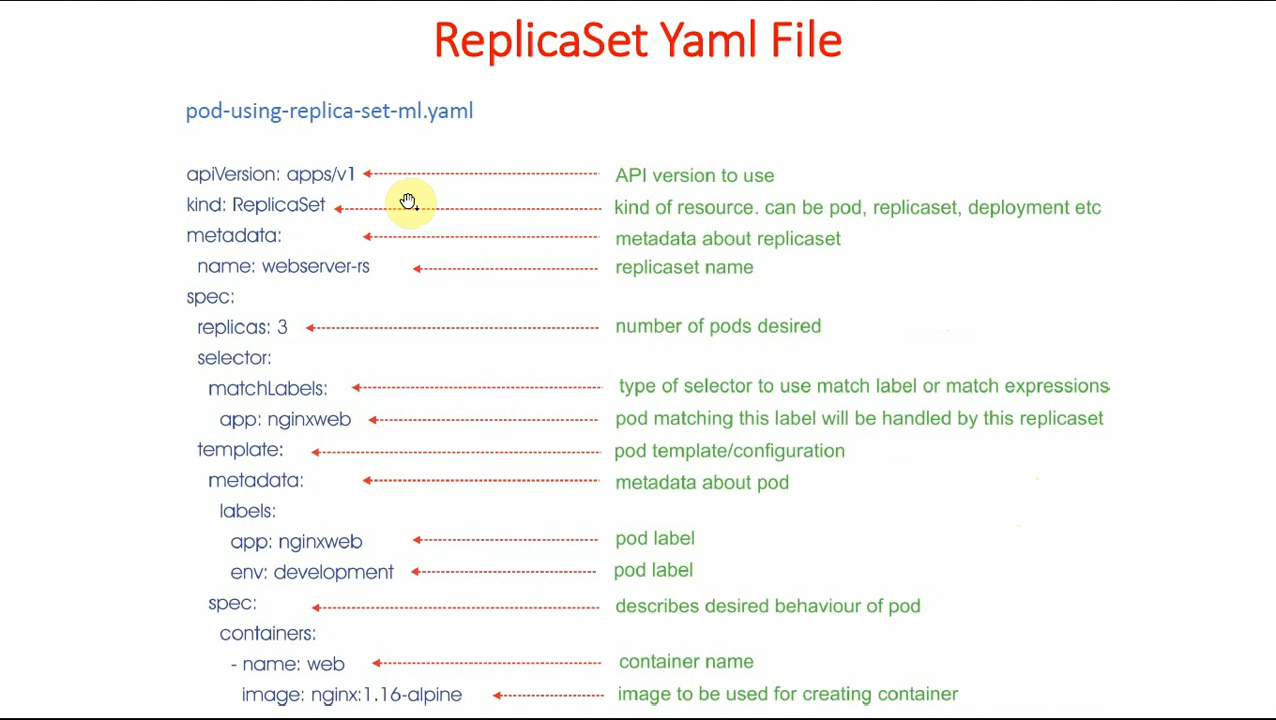 ReplicaSet Yaml File
pod-using-replica-set-ml.yaml
apiVersion: apps/v1 API version to use
kind: ReplicaSet kind of resource. can be pod, replicaset, deployment etc
metadata: metadata about replicaset
name: webserver-rs replicaset name
spec:
replicas: 3 number of pods desired
selector:
matchLabels: type of selector to use match label or match expressions
app: nginxweb pod matching this label will be handled by this replicaset
template: pod template/configuration
metadata: metadata about pod
labels:
app: nginxweb pod label
env: development pod label
spec: describes desired behaviour of pod
containers:
- name: web container name
image: nginx:1.16-alpine image to be used for creating container